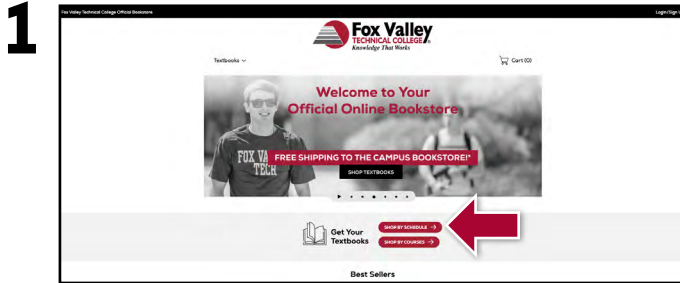 1
Fox Valley Technical College Official Bookstore
Login/Sign
Fox Valley
TECHNICAL COLLEGE
Knowledge That Works
Textbooks
Cart (0)
Welcome to Your
Official Online Bookstore
FOX VA
TECH
FREE SHIPPING TO THE CAMPUS BOOKSTORE!*
SHOP TEXTBOOKS
Get Your
Textbooks
SHOP BY SCHEDULE →
SHOP BY COURSES →
Best Sellers